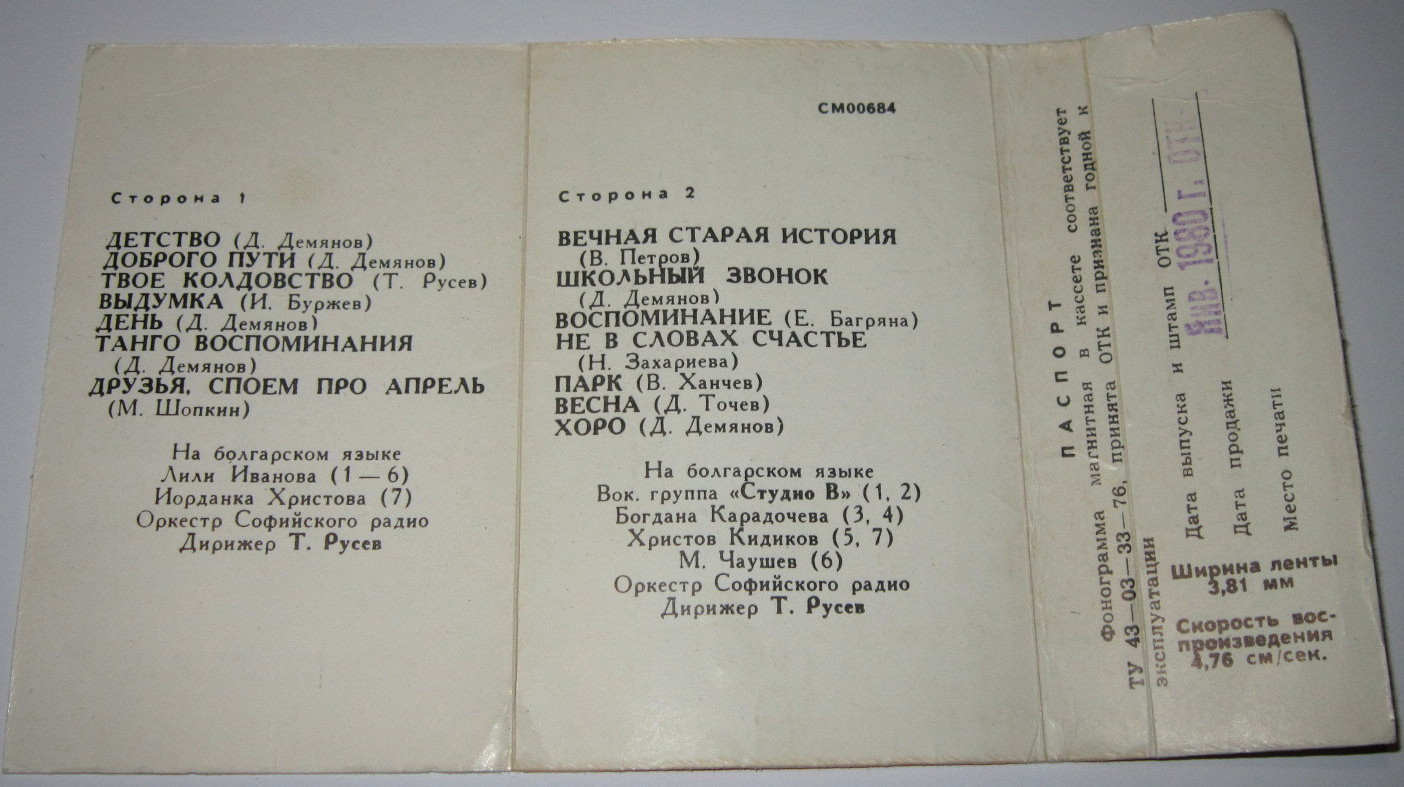 Сторона 1
ДЕТСТВО (Д. Демянов)
ДОБРОГО ПУТИ (Д. Демянов)
ТВОЕ КОЛДОВСТВО (Т. Русев)
ВЫДУМКА (И. Буржев)
ДЕНЬ (Д. Демянов)
ТАНГО ВОСПОМИНАНИЯ
(Д. Демянов)
ДРУЗЬЯ, СПОЕМ ПРО АПРЕЛЬ
(М. Шопкин)
На болгарском языке
Лили Иванова (1 — 6)
Иорданка Христова (7)
Оркестр Софийского радио
Дирижер Т. Русев
СМ00684
Сторона 2
ВЕЧНАЯ СТАРАЯ ИСТОРИЯ
(В. Петров)
ШКОЛЬНЫЙ ЗВОНОК
(Д. Демянов)
ВОСПОМИНАНИЕ (Е. Багряна)
НЕ В СЛОВАХ СЧАСТЬЕ
(Н. Захариева)
ПАРК (В. Ханчев)
ВЕСНА (Д. Точев)
ХОРО (Д. Демянов)
На болгарском языке
Вок. группа «Студио В» (1, 2)
Богдана Карадочева (3, 4)
Христов Кидиков (5, 7)
М. Чаушев (6)
Оркестр Софийского радио
Дирижер Т. Русев
ПАСПОРТ
Фонограмма магнитная в кассете соответствует
ТУ 43—03—33—76, принята ОТК и признана годной к
эксплуатации
Дата выпуска и штамп ОТК
Янв. 1980 г. ОТК
Дата продажи
Место печати
Ширина ленты
3,81 мм
Скорость вос-
произведения
4,76 см/сек.